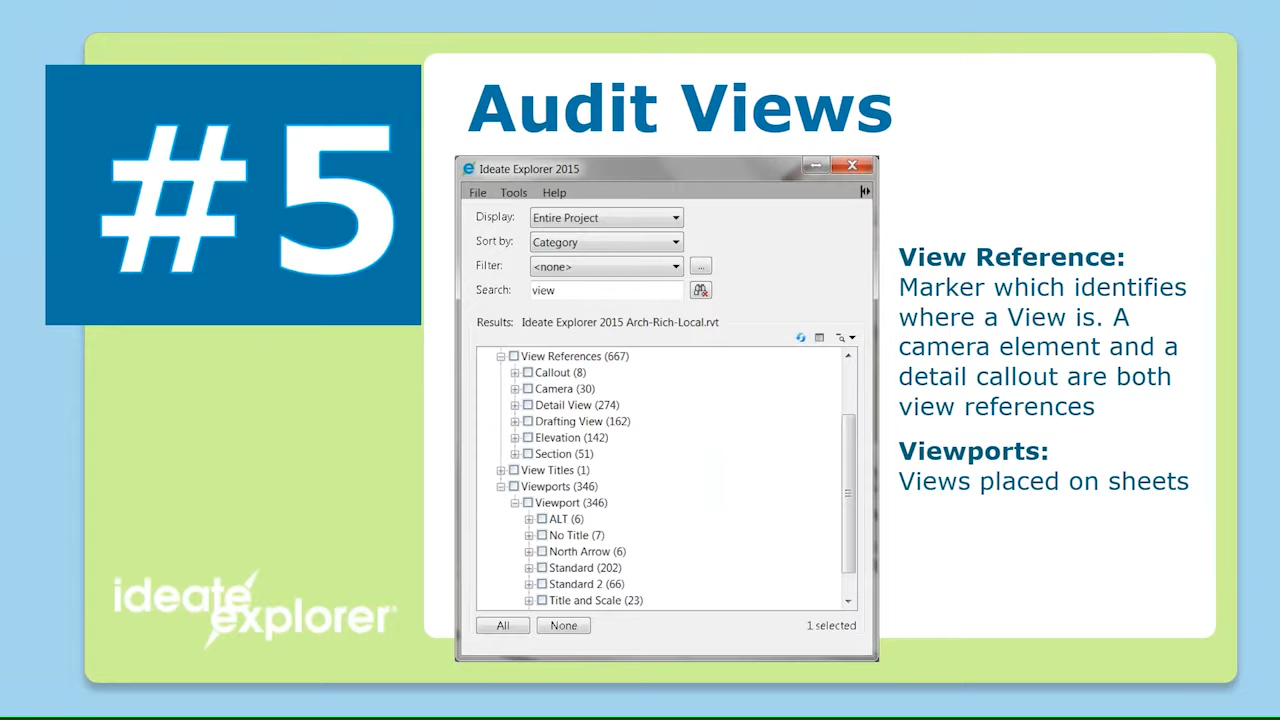 #5
Audit Views
Ideate Explorer 2015
File Tools Help
Display: Entire Project
Sort by: Category
Filter: <none> ...
Search: view
Results: Ideate Explorer 2015 Arch-Rich-Local.rvt
View References (667)
Callout (8)
Camera (30)
Detail View (274)
Drafting View (162)
Elevation (142)
Section (51)
View Titles (1)
Viewports (346)
Viewport (346)
ALT (6)
No Title (7)
North Arrow (6)
Standard (202)
Standard 2 (66)
Title and Scale (23)
All None 1 selected
View Reference:
Marker which identifies
where a View is. A
camera element and a
detail callout are both
view references
Viewports:
Views placed on sheets
ideate
explorer